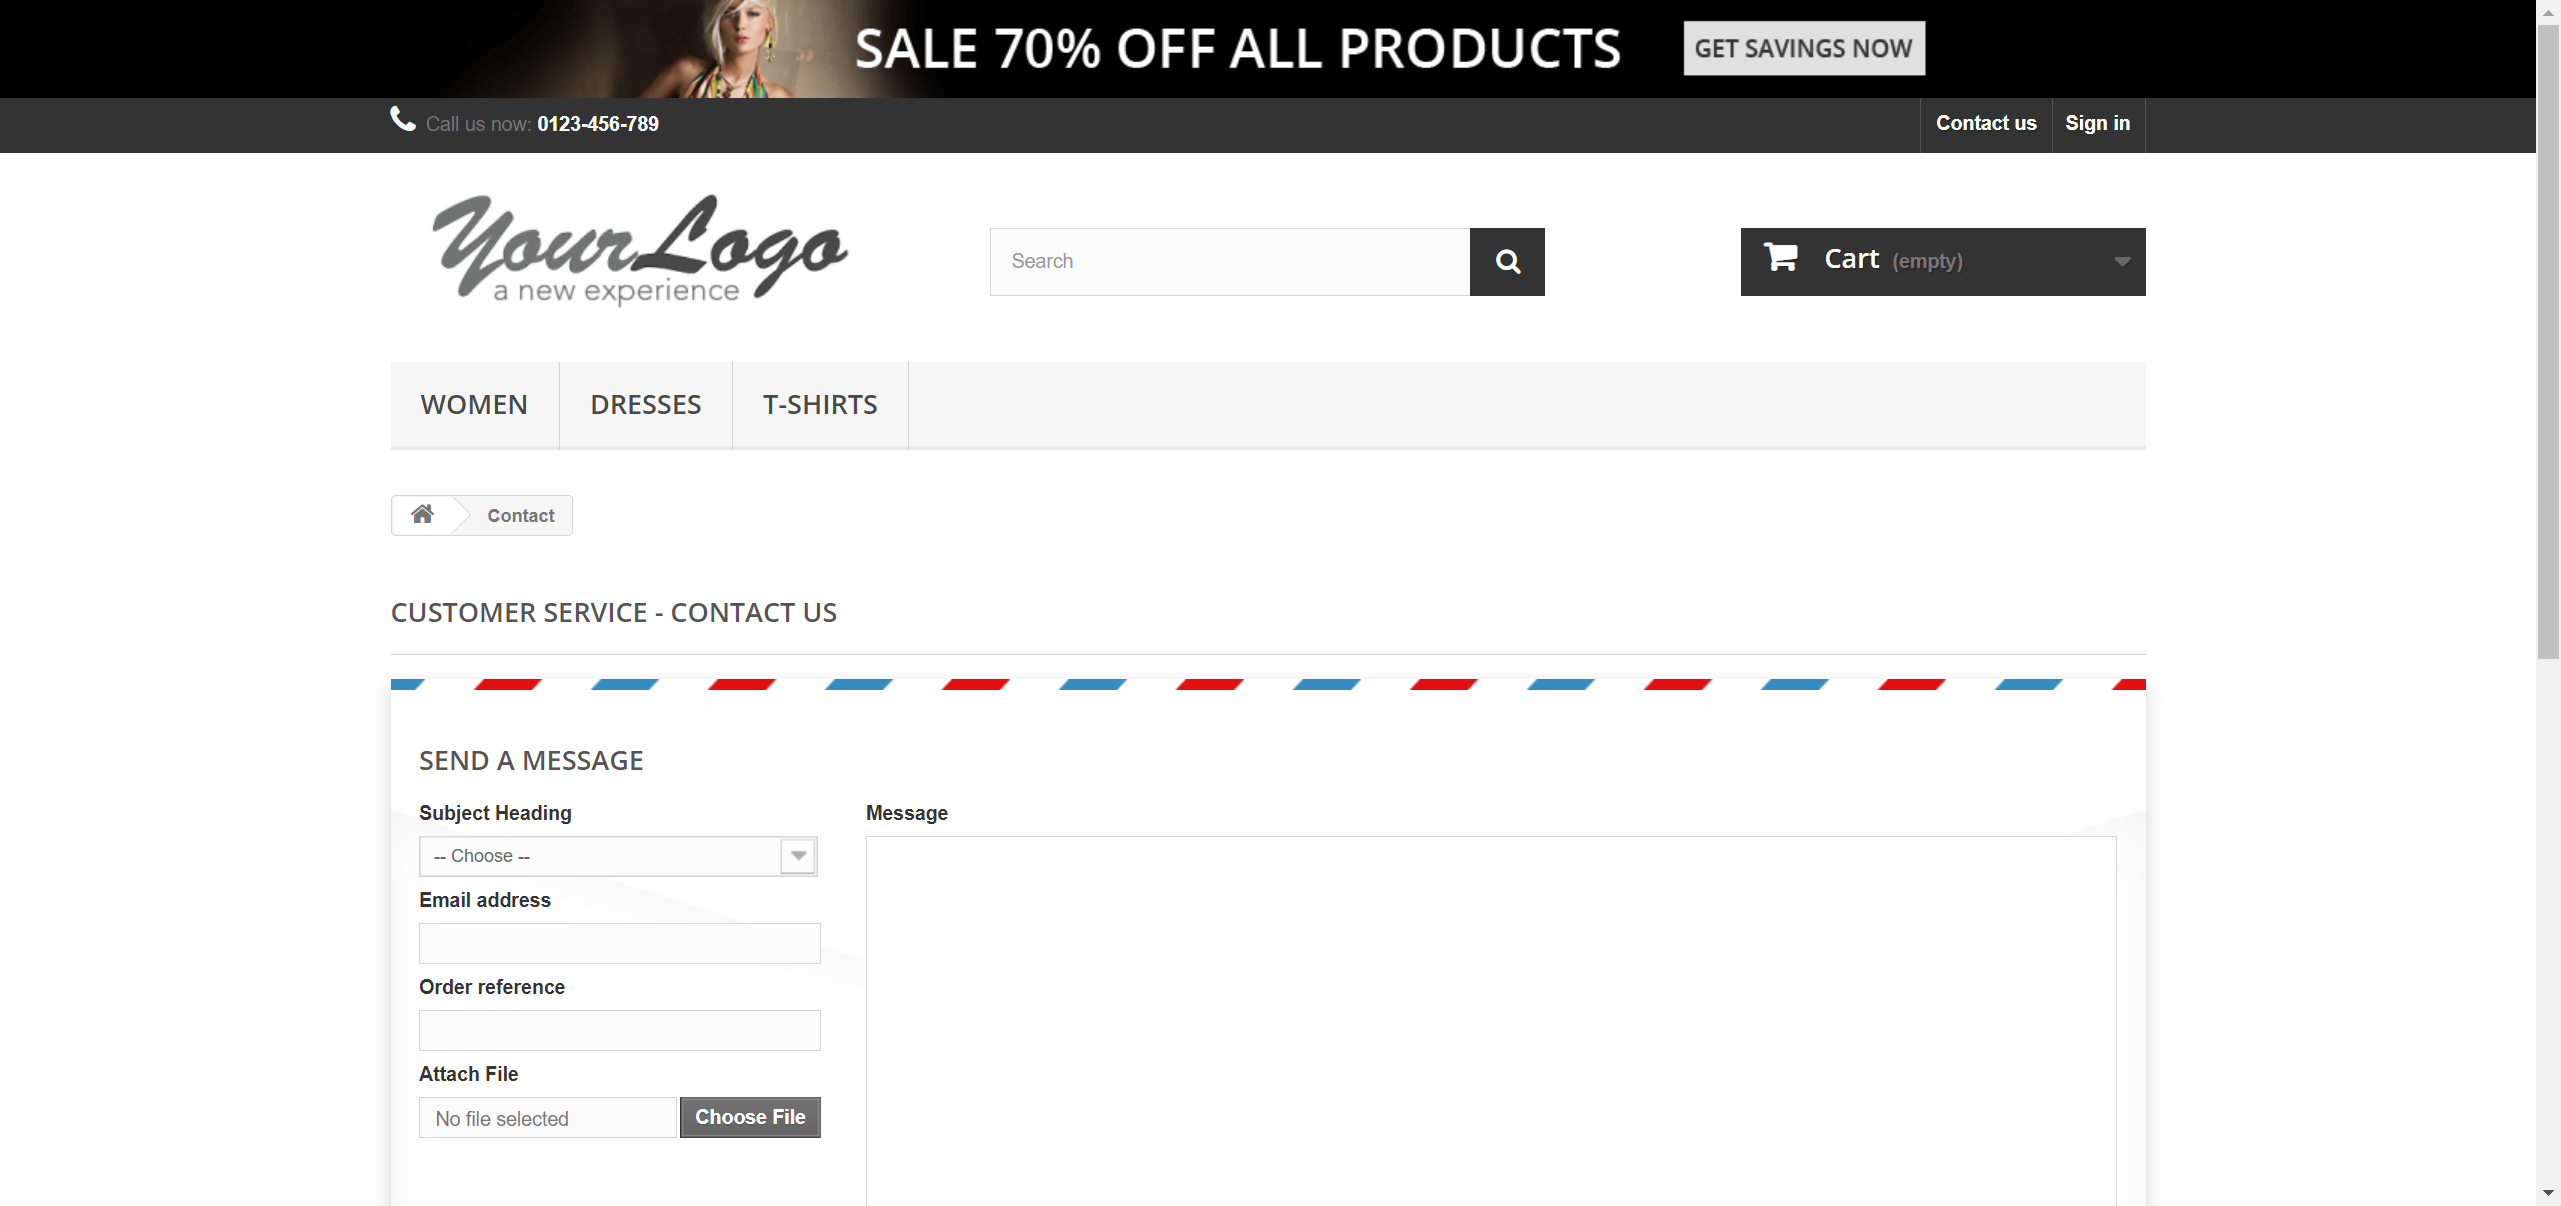 SALE 70% OFF ALL PRODUCTS
GET SAVINGS NOW
Call us now: 0123-456-789
Contact us
Sign in
YourLogo
a new experience
Search
Cart (empty)
WOMEN
DRESSES
T-SHIRTS
Contact
CUSTOMER SERVICE - CONTACT US
SEND A MESSAGE
Subject Heading
-- Choose --
Email address
Order reference
Attach File
No file selected
Choose File
Message